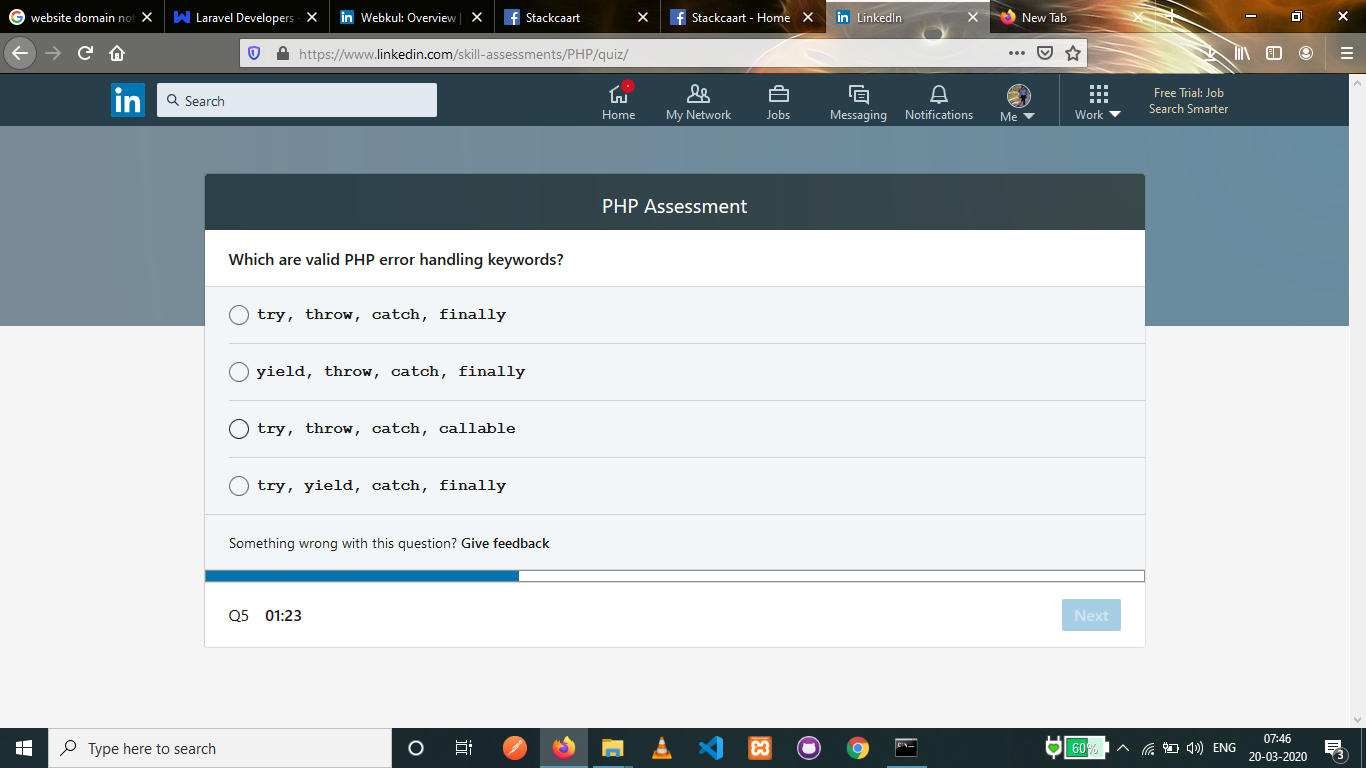 website domain not
Laravel Developers -
Webkul: Overview |
Stackcaart
Stackcaart - Home
LinkedIn
New Tab
https://www.linkedin.com/skill-assessments/PHP/quiz/
in
Search
Home
My Network
Jobs
Messaging
Notifications
Me
Work
Free Trial: Job
Search Smarter
PHP Assessment
Which are valid PHP error handling keywords?
try, throw, catch, finally
yield, throw, catch, finally
try, throw, catch, callable
try, yield, catch, finally
Something wrong with this question? Give feedback
Q5 01:23
Next
Type here to search
60%
ENG
07:46
20-03-2020
3